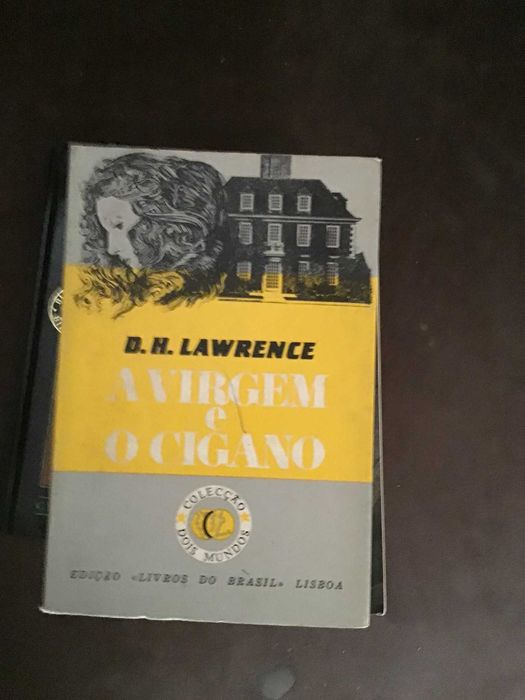 D.H. LAWRENCE
A VIRGEM
e
O CIGANO
COLECÇÃO
DOIS MUNDOS
EDIÇÃO «LIVROS DO BRASIL» LISBOA